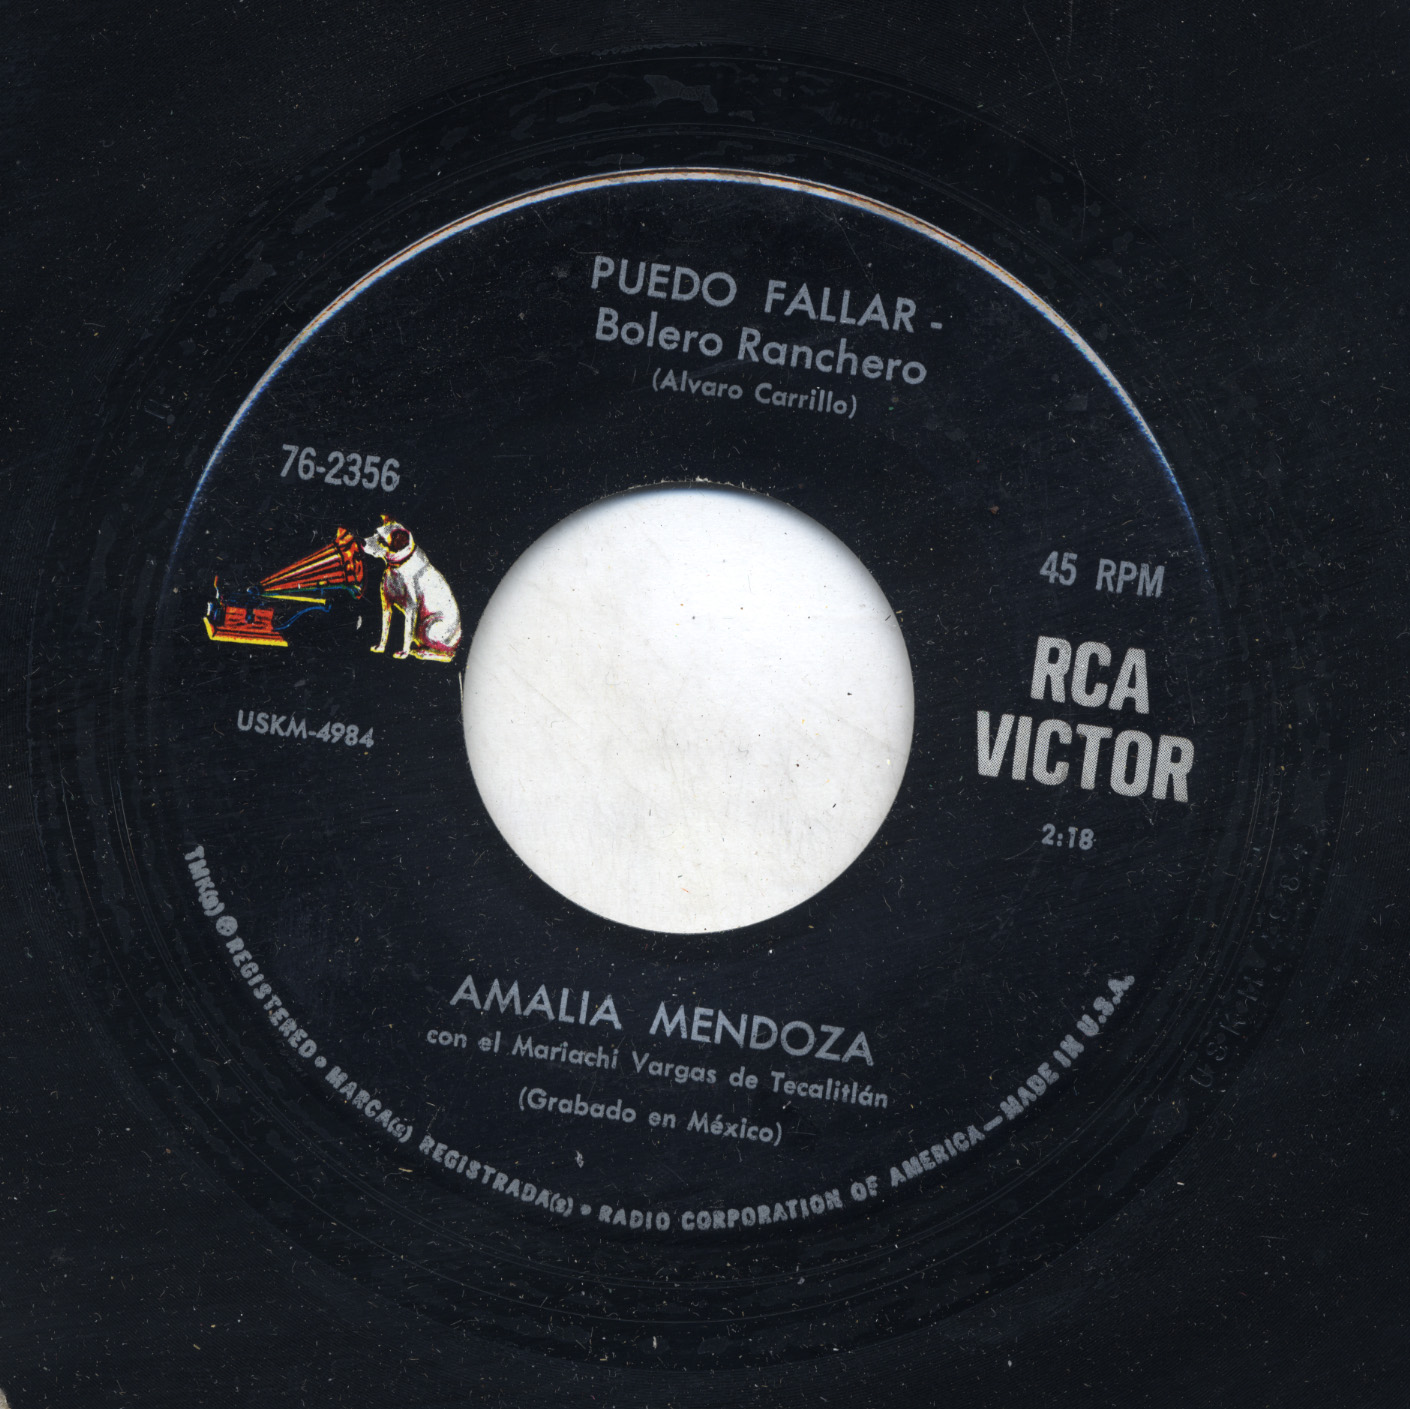 PUEDO FALLAR -
Bolero Ranchero
(Alvaro Carrillo)
76-2356
45 RPM
RCA
VICTOR
USKM-4984
2:18
AMALIA MENDOZA
con el Mariachi Vargas de Tecalitlán
(Grabado en México)
TMK(s) ® REGISTERED • MARCA(s) REGISTRADA(s) • RADIO CORPORATION OF AMERICA—MADE IN U.S.A.